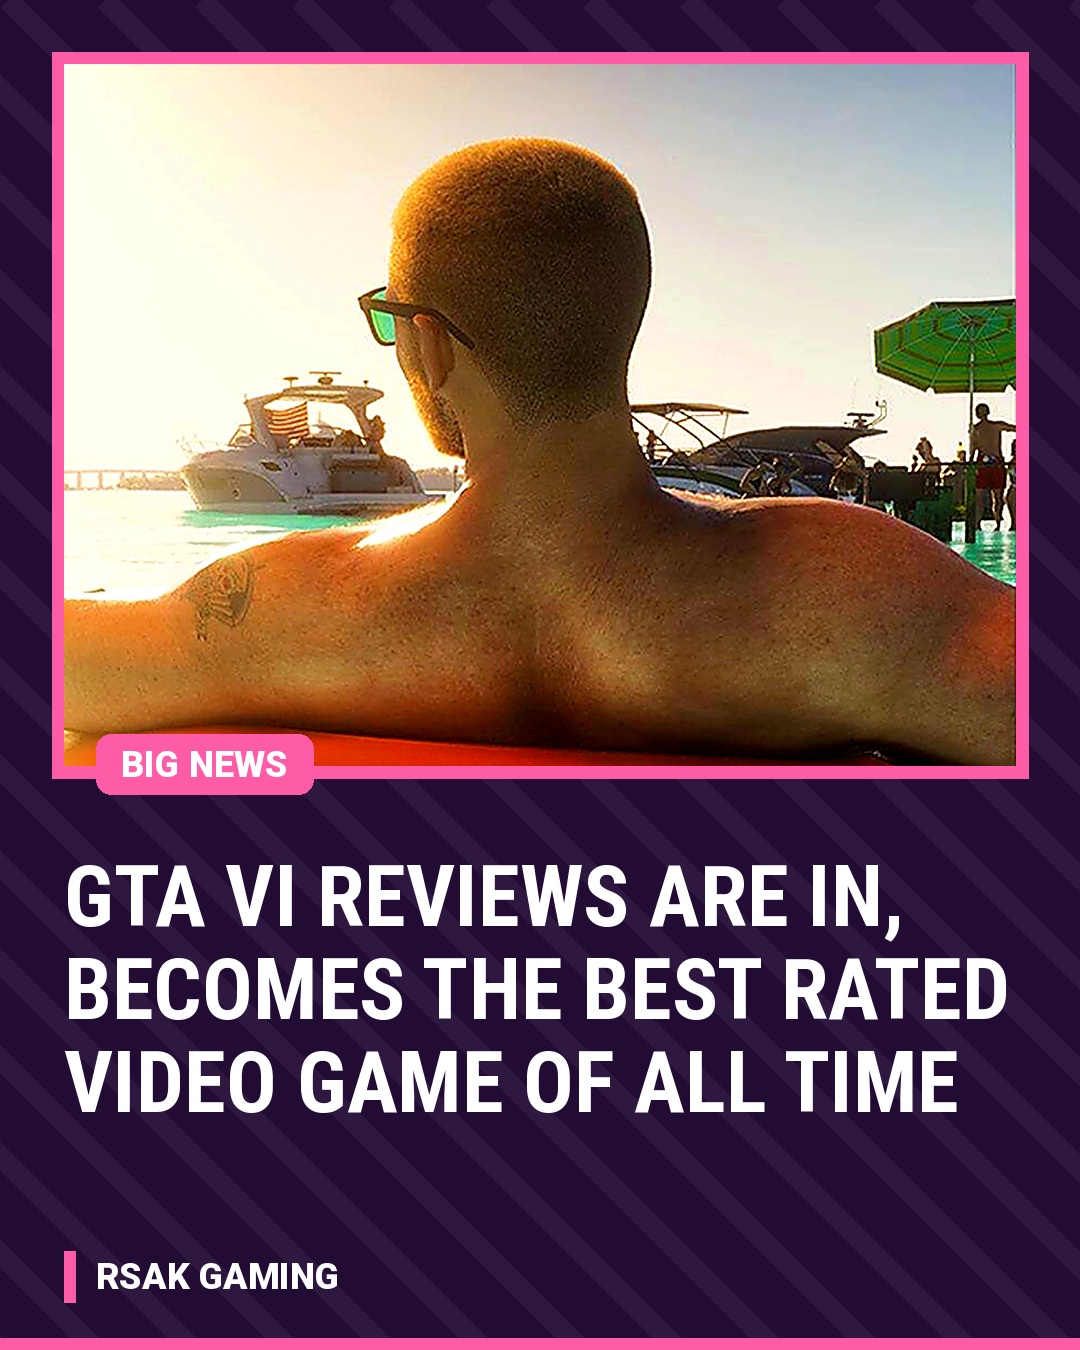 BIG NEWS
GTA VI REVIEWS ARE IN,
BECOMES THE BEST RATED
VIDEO GAME OF ALL TIME
RSAK GAMING